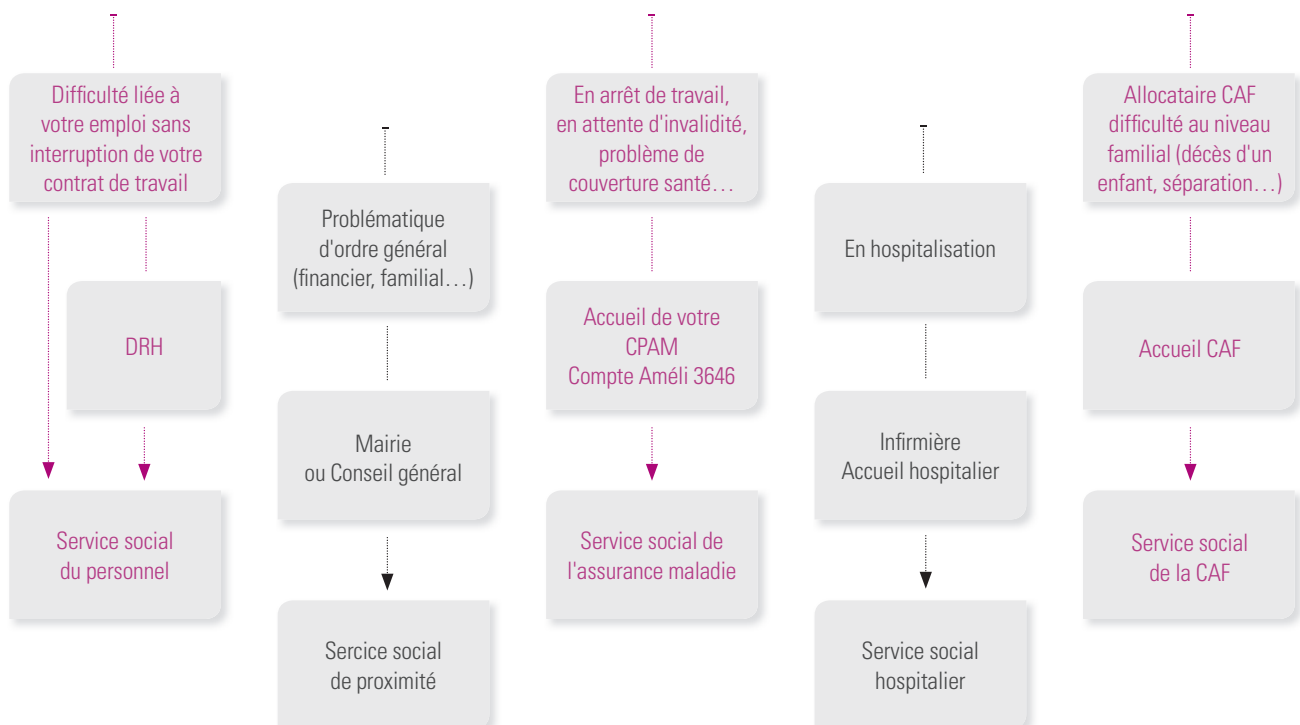 Difficulté liée à
votre emploi sans
interruption de votre
contrat de travail
DRH
Service social
du personnel
Problématique
d'ordre général
(financier, familial…)
Mairie
ou Conseil général
Sercice social
de proximité
En arrêt de travail,
en attente d'invalidité,
problème de
couverture santé…
Accueil de votre
CPAM
Compte Améli 3646
Service social de
l'assurance maladie
En hospitalisation
Infirmière
Accueil hospitalier
Service social
hospitalier
Allocataire CAF
difficulté au niveau
familial (décès d'un
enfant, séparation…)
Accueil CAF
Service social
de la CAF